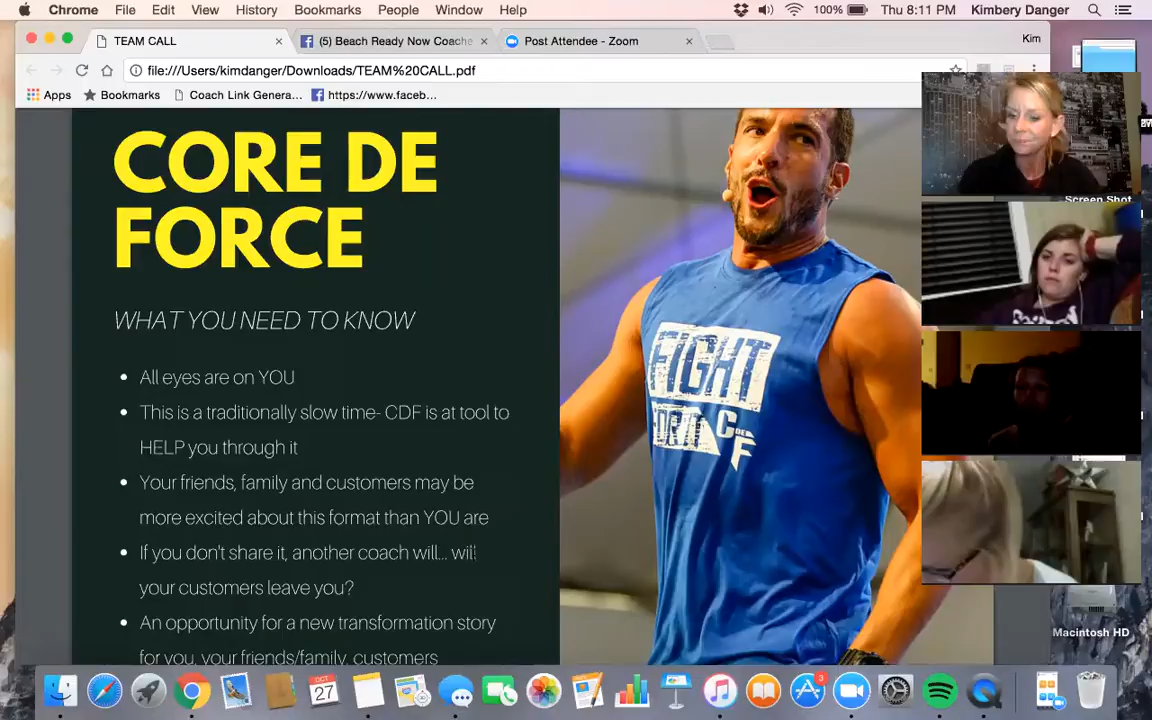 Chrome File Edit View History Bookmarks People Window Help 100% Thu 8:11 PM Kimbery Danger
TEAM CALL (5) Beach Ready Now Coache Post Attendee - Zoom Kim
file:///Users/kimdanger/Downloads/TEAM%20CALL.pdf
Apps Bookmarks Coach Link Genera... https://www.faceb...
Screen Shot
CORE DE
FORCE
WHAT YOU NEED TO KNOW
All eyes are on YOU
This is a traditionally slow time- CDF is at tool to
HELP you through it
Your friends, family and customers may be
more excited about this format than YOU are
If you don't share it, another coach will... will
your customers leave you?
An opportunity for a new transformation story
for you, your friends/family, customers
FIGHT
Macintosh HD
OCT
27
3